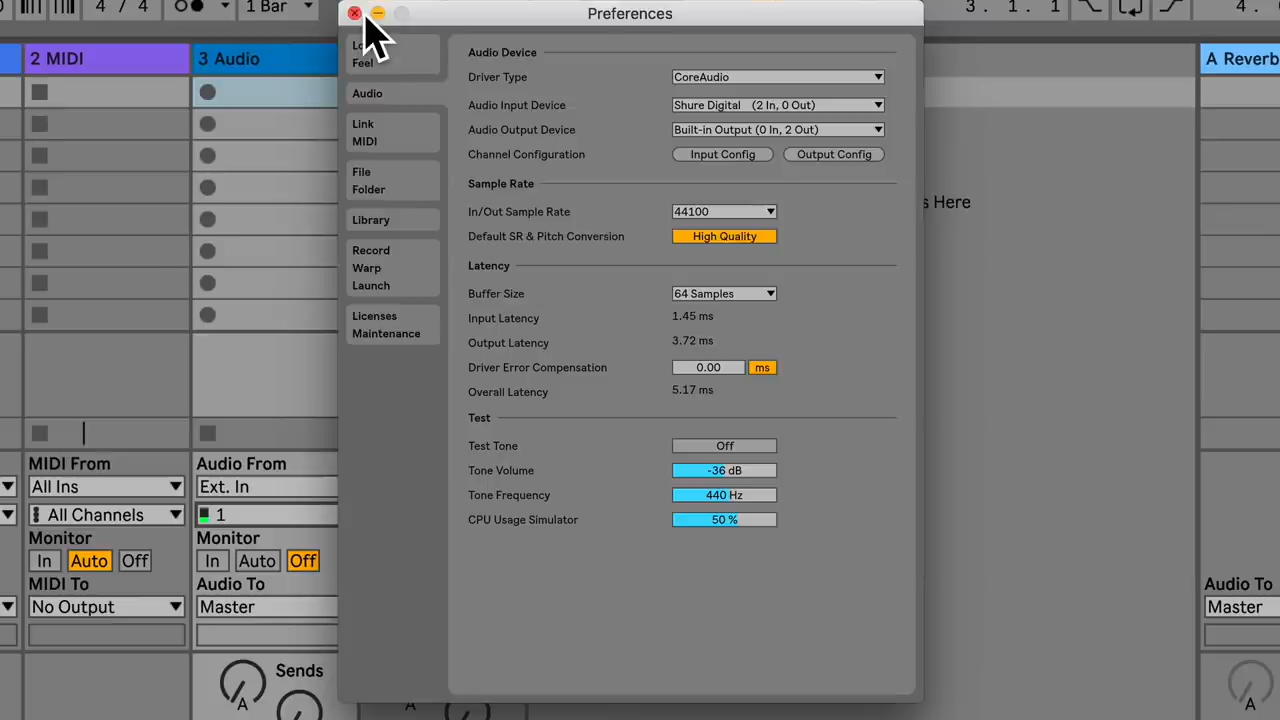 4 / 4
1 Bar
Preferences
3. 1. 1
4.
2 MIDI
3 Audio
A Reverb
Feel
Audio
Link
MIDI
File
Folder
Library
Record
Warp
Launch
Licenses
Maintenance
Audio Device
Driver Type CoreAudio
Audio Input Device Shure Digital (2 In, 0 Out)
Audio Output Device Built-in Output (0 In, 2 Out)
Channel Configuration Input Config Output Config
Sample Rate
In/Out Sample Rate 44100
Default SR & Pitch Conversion High Quality
Latency
Buffer Size 64 Samples
Input Latency 1.45 ms
Output Latency 3.72 ms
Driver Error Compensation 0.00 ms
Overall Latency 5.17 ms
Test
Test Tone Off
Tone Volume -36 dB
Tone Frequency 440 Hz
CPU Usage Simulator 50 %
s Here
MIDI From
All Ins
All Channels
Monitor
In Auto Off
MIDI To
No Output
Audio From
Ext. In
1
Monitor
In Auto Off
Audio To
Master
Sends
A
A
Audio To
Master
A